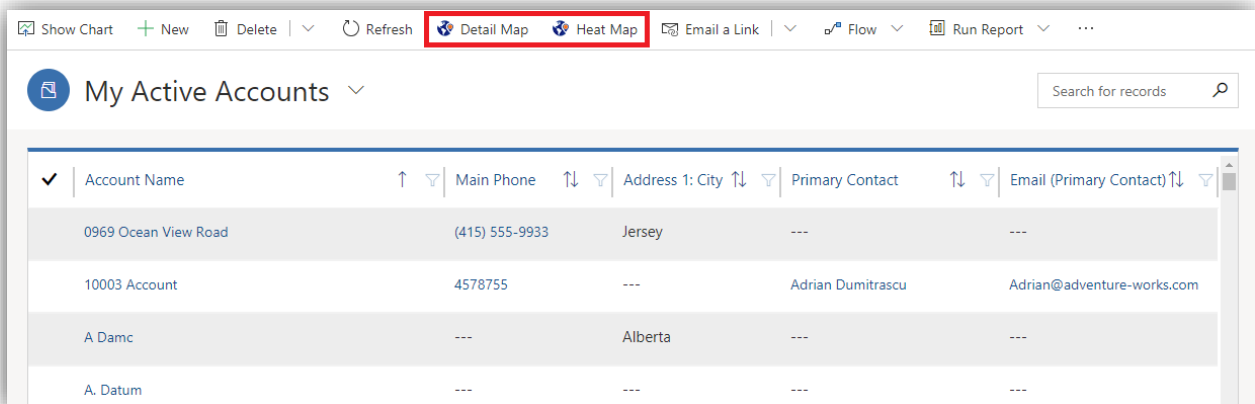 Show Chart New Delete Refresh Detail Map Heat Map Email a Link Flow Run Report ...
My Active Accounts Search for records
Account Name Main Phone Address 1: City Primary Contact Email (Primary Contact)
0969 Ocean View Road (415) 555-9933 Jersey --- ---
10003 Account 4578755 --- Adrian Dumitrascu Adrian@adventure-works.com
A Damc --- Alberta --- ---
A. Datum --- --- --- ---